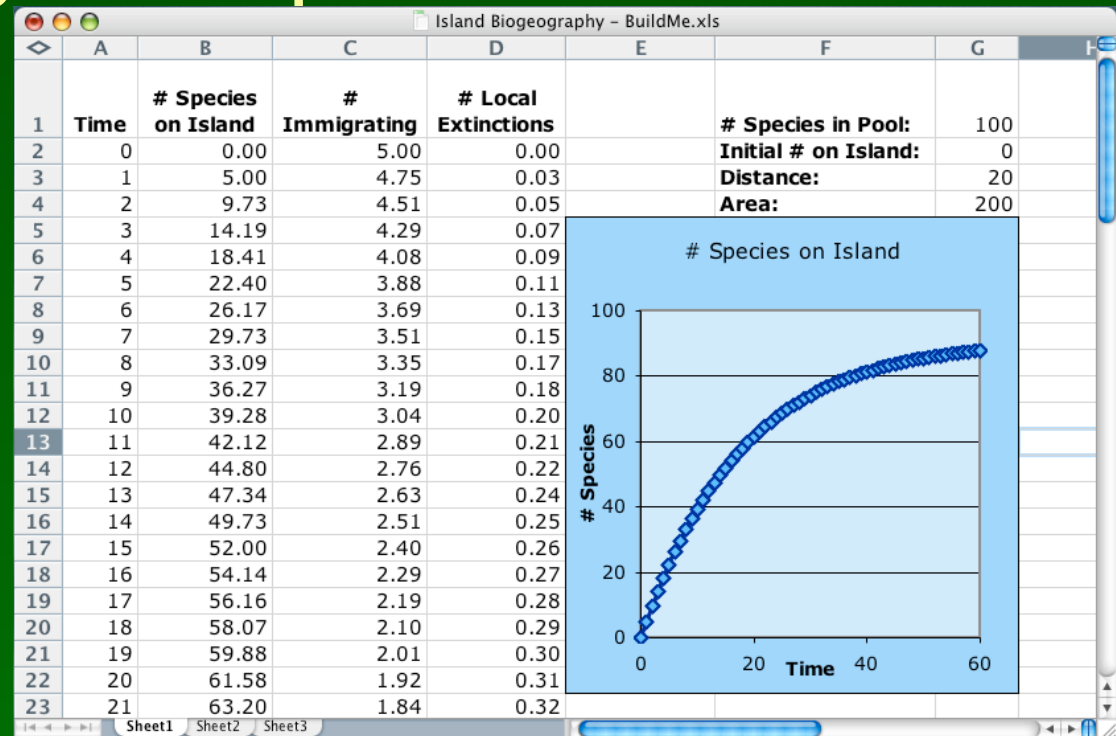 Island Biogeography – BuildMe.xls
A B C D E F G H
1 Time # Species on Island # Immigrating # Local Extinctions # Species in Pool: 100
2 0 0.00 5.00 0.00 Initial # on Island: 0
3 1 5.00 4.75 0.03 Distance: 20
4 2 9.73 4.51 0.05 Area: 200
5 3 14.19 4.29 0.07
6 4 18.41 4.08 0.09
7 5 22.40 3.88 0.11
8 6 26.17 3.69 0.13
9 7 29.73 3.51 0.15
10 8 33.09 3.35 0.17
11 9 36.27 3.19 0.18
12 10 39.28 3.04 0.20
13 11 42.12 2.89 0.21
14 12 44.80 2.76 0.22
15 13 47.34 2.63 0.24
16 14 49.73 2.51 0.25
17 15 52.00 2.40 0.26
18 16 54.14 2.29 0.27
19 17 56.16 2.19 0.28
20 18 58.07 2.10 0.29
21 19 59.88 2.01 0.30
22 20 61.58 1.92 0.31
23 21 63.20 1.84 0.32
# Species on Island
100
80
60
40
20
0
# Species
0 20 40 60
Time
Sheet1 Sheet2 Sheet3